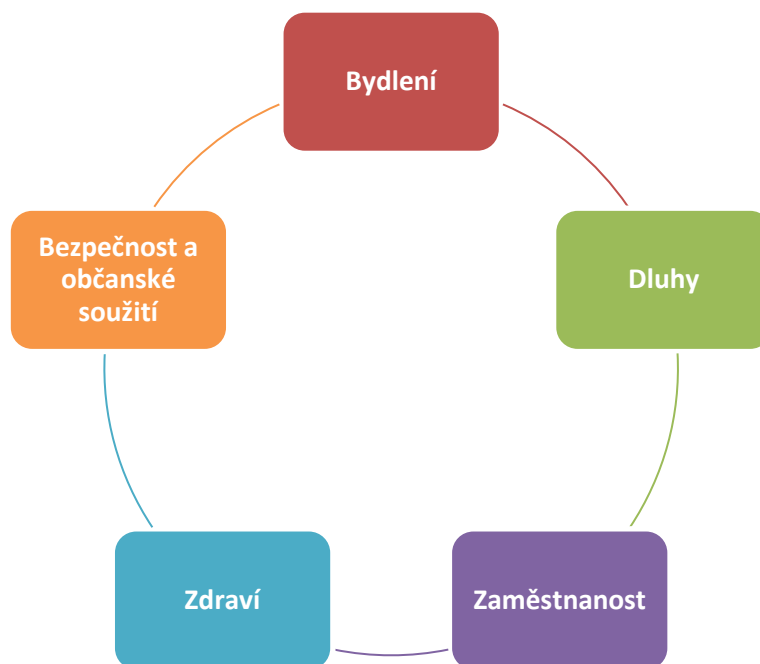 Bydlení
Dluhy
Zaměstnanost
Zdraví
Bezpečnost a
občanské
soužití